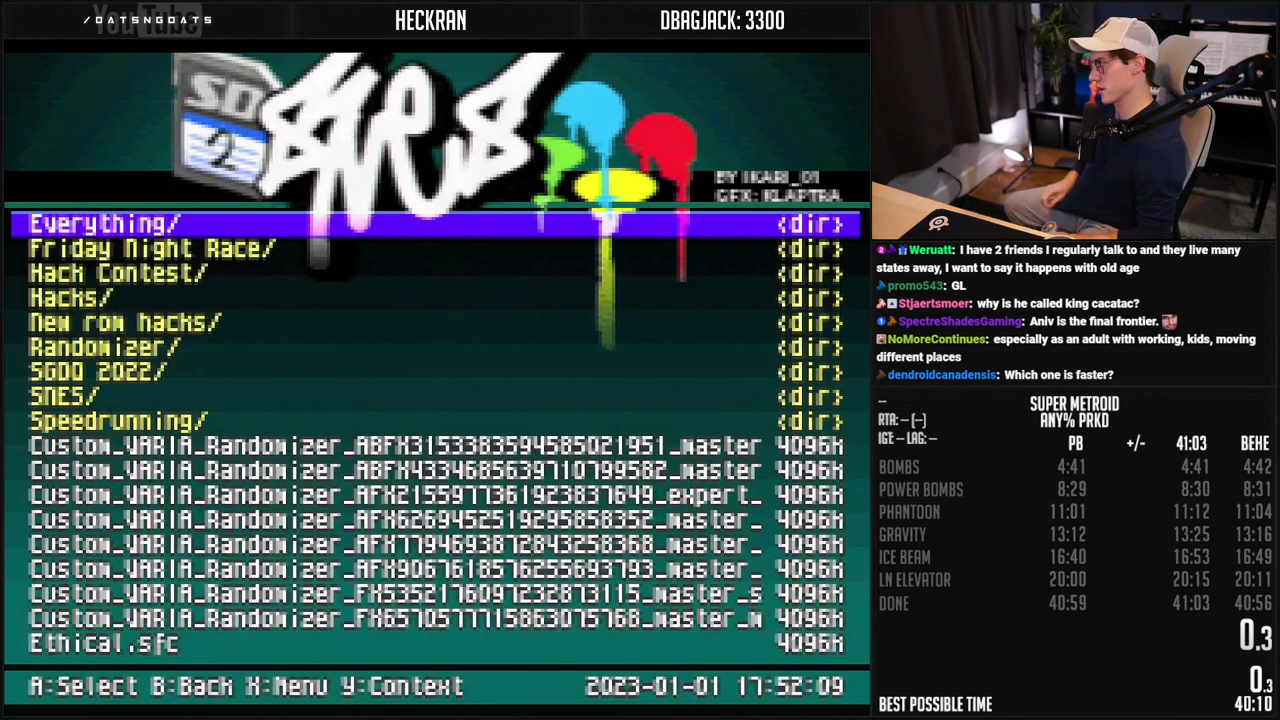 YouTube
/OATSNGOATS
HECKRAN
DBAGJACK: 3300
SD
2
SNES
BY IKARI_01
GFX: KLAPTRA
Everything/ <dir>
Friday Night Race/ <dir>
Hack Contest/ <dir>
Hacks/ <dir>
New rom hacks/ <dir>
Randomizer/ <dir>
SGDQ 2022/ <dir>
SNES/ <dir>
Speedrunning/ <dir>
4096K
4096K
4096K
4096K
4096K
4096K
4096K
4096K
Ethical.sfc 4096K
A:Select B:Back X:Menu Y:Context 2023-01-01 17:52:09
Weruatt: I have 2 friends I regularly talk to and they live many
states away, I want to say it happens with old age
promo543: GL
Stjaertsmoer: why is he called king cacatac?
SpectreShadesGaming: Aniv is the final frontier.
NoMoreContinues: especially as an adult with working, kids, moving
different places
dendroidcanadensis: Which one is faster?
—
SUPER METROID
RTA: — (—)
ANY% PRKD
IGT: — LAG: —
PB +/- 41:03 BEHE
BOMBS 4:41 4:41 4:42
POWER BOMBS 8:29 8:30 8:31
PHANTOON 11:01 11:12 11:04
GRAVITY 13:12 13:25 13:16
ICE BEAM 16:40 16:53 16:49
LN ELEVATOR 20:00 20:15 20:11
DONE 40:59 41:03 40:56
0.3
0.3
BEST POSSIBLE TIME 40:10